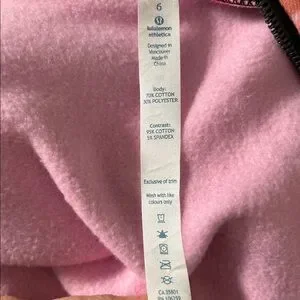 6
lululemon
athletica
Designed in
Vancouver
Made in
China
Body:
70% COTTON
30% POLYESTER
Contrast:
95% COTTON
5% SPANDEX
Exclusive of trim
Wash with like
colours only
CA 35801